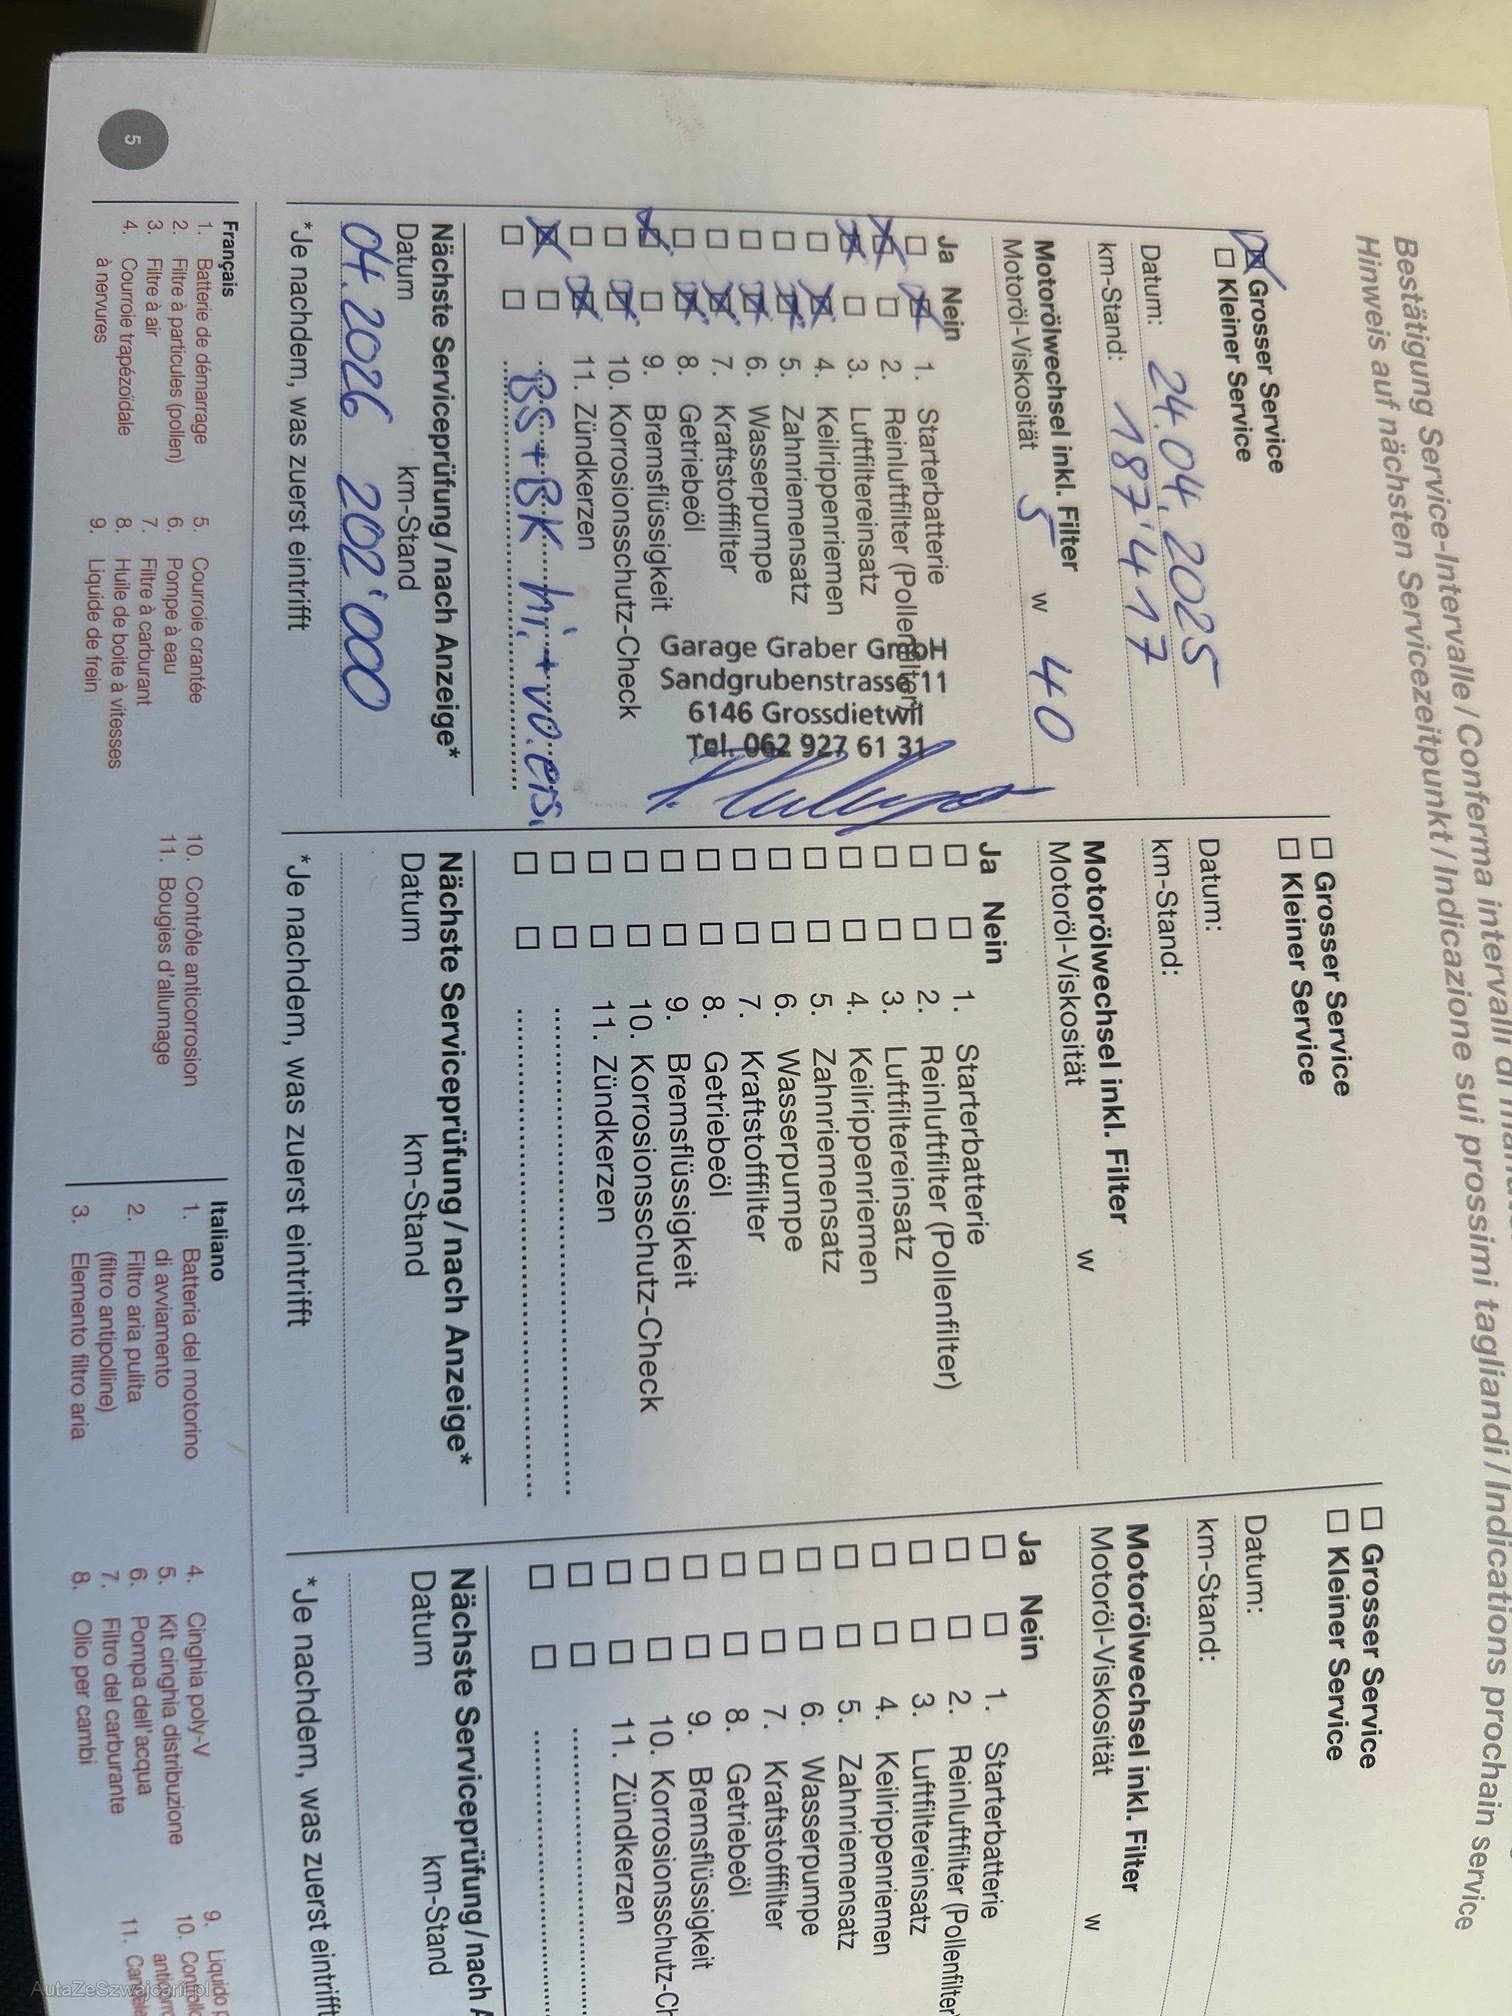 Bestätigung Service-Intervalle / Conferma intervalli di
Hinweis auf nächsten Servicezeitpunkt / Indicazione sui prossimi tagliandi / Indications prochain service
Grosser Service
Kleiner Service
Datum: 24.04.2025
km-Stand: 187'417
Motorölwechsel inkl. Filter
Motoröl-Viskosität 5 W 40
Ja Nein
1. Starterbatterie
2. Reinluftfilter (Pollenfilter)
3. Luftfiltereinsatz
4. Keilrippenriemen
5. Zahnriemensatz
6. Wasserpumpe
7. Kraftstofffilter
8. Getriebeöl
9. Bremsflüssigkeit
10. Korrosionsschutz-Check
11. Zündkerzen
BS+BK hi.+vo.ers.
Garage Graber GmbH
Sandgrubenstrasse 11
6146 Grossdietwil
Tel. 062 927 61 31
Nächste Serviceprüfung / nach Anzeige*
Datum km-Stand
04.2026 202'000
*Je nachdem, was zuerst eintrifft
Grosser Service
Kleiner Service
Datum:
km-Stand:
Motorölwechsel inkl. Filter
Motoröl-Viskosität W
Ja Nein
1. Starterbatterie
2. Reinluftfilter (Pollenfilter)
3. Luftfiltereinsatz
4. Keilrippenriemen
5. Zahnriemensatz
6. Wasserpumpe
7. Kraftstofffilter
8. Getriebeöl
9. Bremsflüssigkeit
10. Korrosionsschutz-Check
11. Zündkerzen
Nächste Serviceprüfung / nach Anzeige*
Datum km-Stand
*Je nachdem, was zuerst eintrifft
Grosser Service
Kleiner Service
Datum:
km-Stand:
Motorölwechsel inkl. Filter
Motoröl-Viskosität W
Ja Nein
1. Starterbatterie
2. Reinluftfilter (Pollenfilter
3. Luftfiltereinsatz
4. Keilrippenriemen
5. Zahnriemensatz
6. Wasserpumpe
7. Kraftstofffilter
8. Getriebeöl
9. Bremsflüssigkeit
10. Korrosionsschutz-Ch
11. Zündkerzen
Nächste Serviceprüfung / nach A
Datum km-Stand
*Je nachdem, was zuerst eintrifft
5
Français
1. Batterie de démarrage
2. Filtre à particules (pollen)
3. Filtre à air
4. Courroie trapézoïdale
à nervures
5. Courroie crantée
6. Pompe à eau
7. Filtre à carburant
8. Huile de boite à vitesses
9. Liquide de frein
10. Contrôle anticorrosion
11. Bougies d'allumage
Italiano
1. Batteria del motorino
di avviamento
2. Filtro aria pulita
(filtro antipolline)
3. Elemento filtro aria
4. Cinghia poly-V
5. Kit cinghia distribuzione
6. Pompa dell'acqua
7. Filtro del carburante
8. Olio per cambi
9. Liquido
10.
11.
AutaZeSzwajcarii.pl